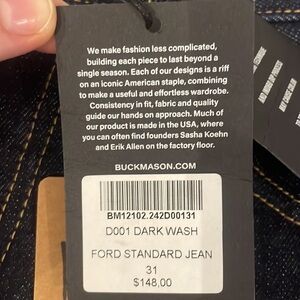 We make fashion less complicated,
building each piece to last beyond a
single season. Each of our designs is a riff
on an iconic American staple, combining
to make a useful and effortless wardrobe.
Consistency in fit, fabric and quality
guide our hands on approach. Much of
our product is made in the USA, where
you can often find founders Sasha Koehn
and Erik Allen on the factory floor.
BUCKMASON.COM
BM12102.242D00131
D001 DARK WASH
FORD STANDARD JEAN
31
$148.00